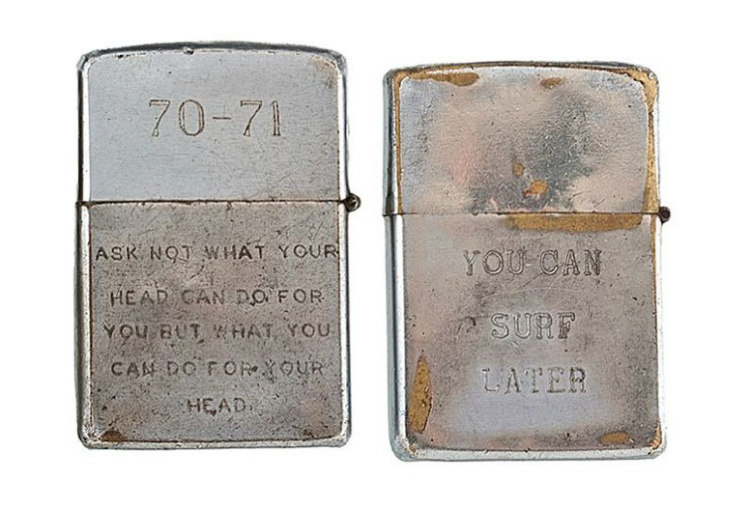 70-71
ASK NOT WHAT YOUR
HEAD CAN DO FOR
YOU BUT WHAT YOU
CAN DO FOR YOUR
HEAD.
YOU CAN
SURF
LATER